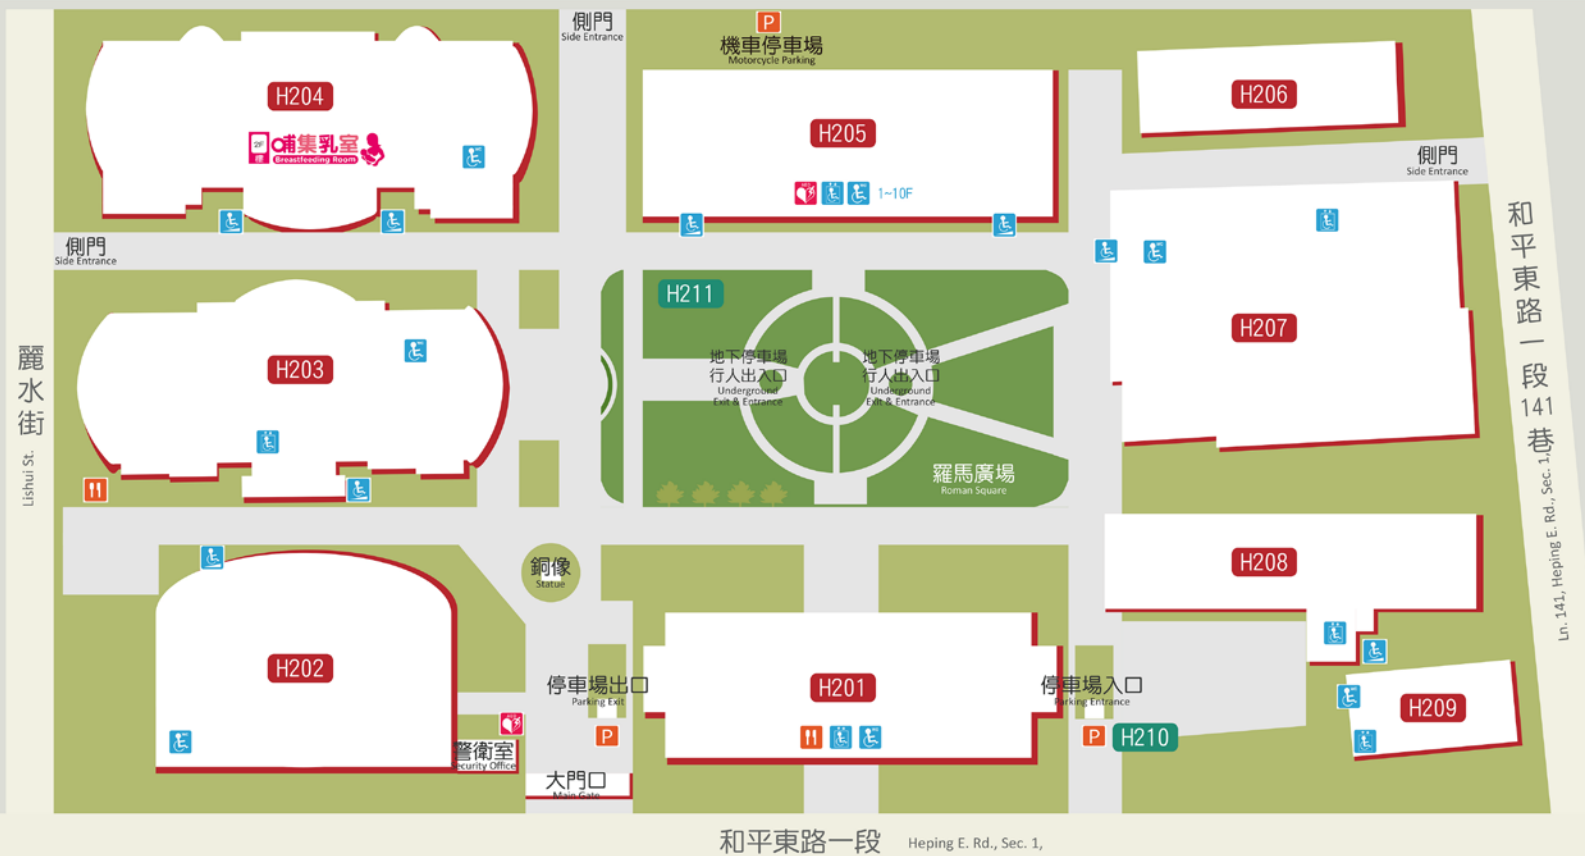 側門
Side Entrance
P
機車停車場
Motorcycle Parking
H204
2F
樓
哺集乳室
Breastfeeding Room
H205
1~10F
H206
側門
Side Entrance
側門
Side Entrance
H211
H207
和平東路一段141巷
Ln. 141, Heping E. Rd., Sec. 1,
麗水街
Lishui St.
H203
地下停車場
行人出入口
Underground
Exit & Entrance
地下停車場
行人出入口
Underground
Exit & Entrance
羅馬廣場
Roman Square
銅像
Statue
H208
H202
停車場出口
Parking Exit
P
H201
停車場入口
Parking Entrance
P
H210
H209
警衛室
Security Office
大門口
Main Gate
和平東路一段 Heping E. Rd., Sec. 1,